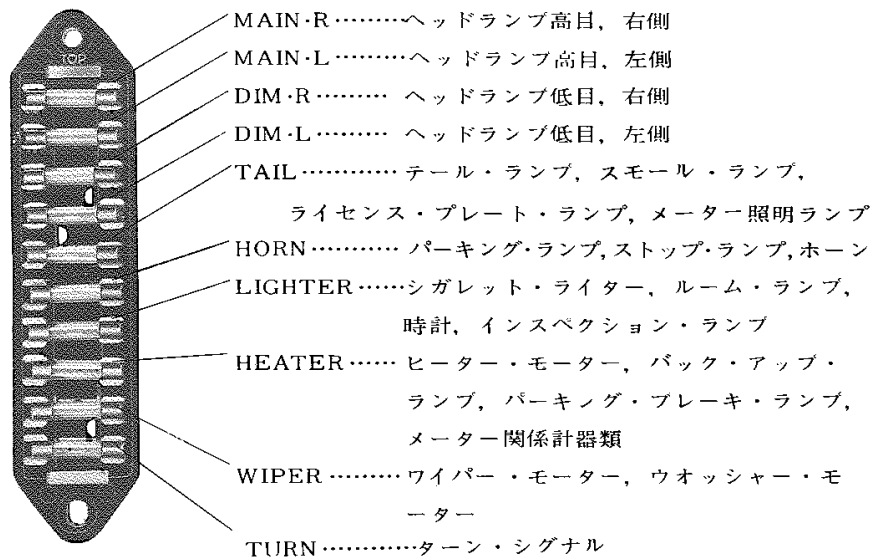 TOP
MAIN·R………ヘッドランプ高目，右側
MAIN·L………ヘッドランプ高目，左側
DIM·R……… ヘッドランプ低目，右側
DIM·L……… ヘッドランプ低目，左側
TAIL…………テール・ランプ，スモール・ランプ，
ライセンス・プレート・ランプ，メーター照明ランプ
HORN………… パーキング・ランプ，ストップ・ランプ，ホーン
LIGHTER……シガレット・ライター，ルーム・ランプ，
時計，インスペクション・ランプ
HEATER…… ヒーター・モーター，バック・アップ・
ランプ，パーキング・ブレーキ・ランプ，
メーター関係計器類
WIPER………ワイパー・モーター，ウオッシャー・モ
ーター
TURN…………ターン・シグナル